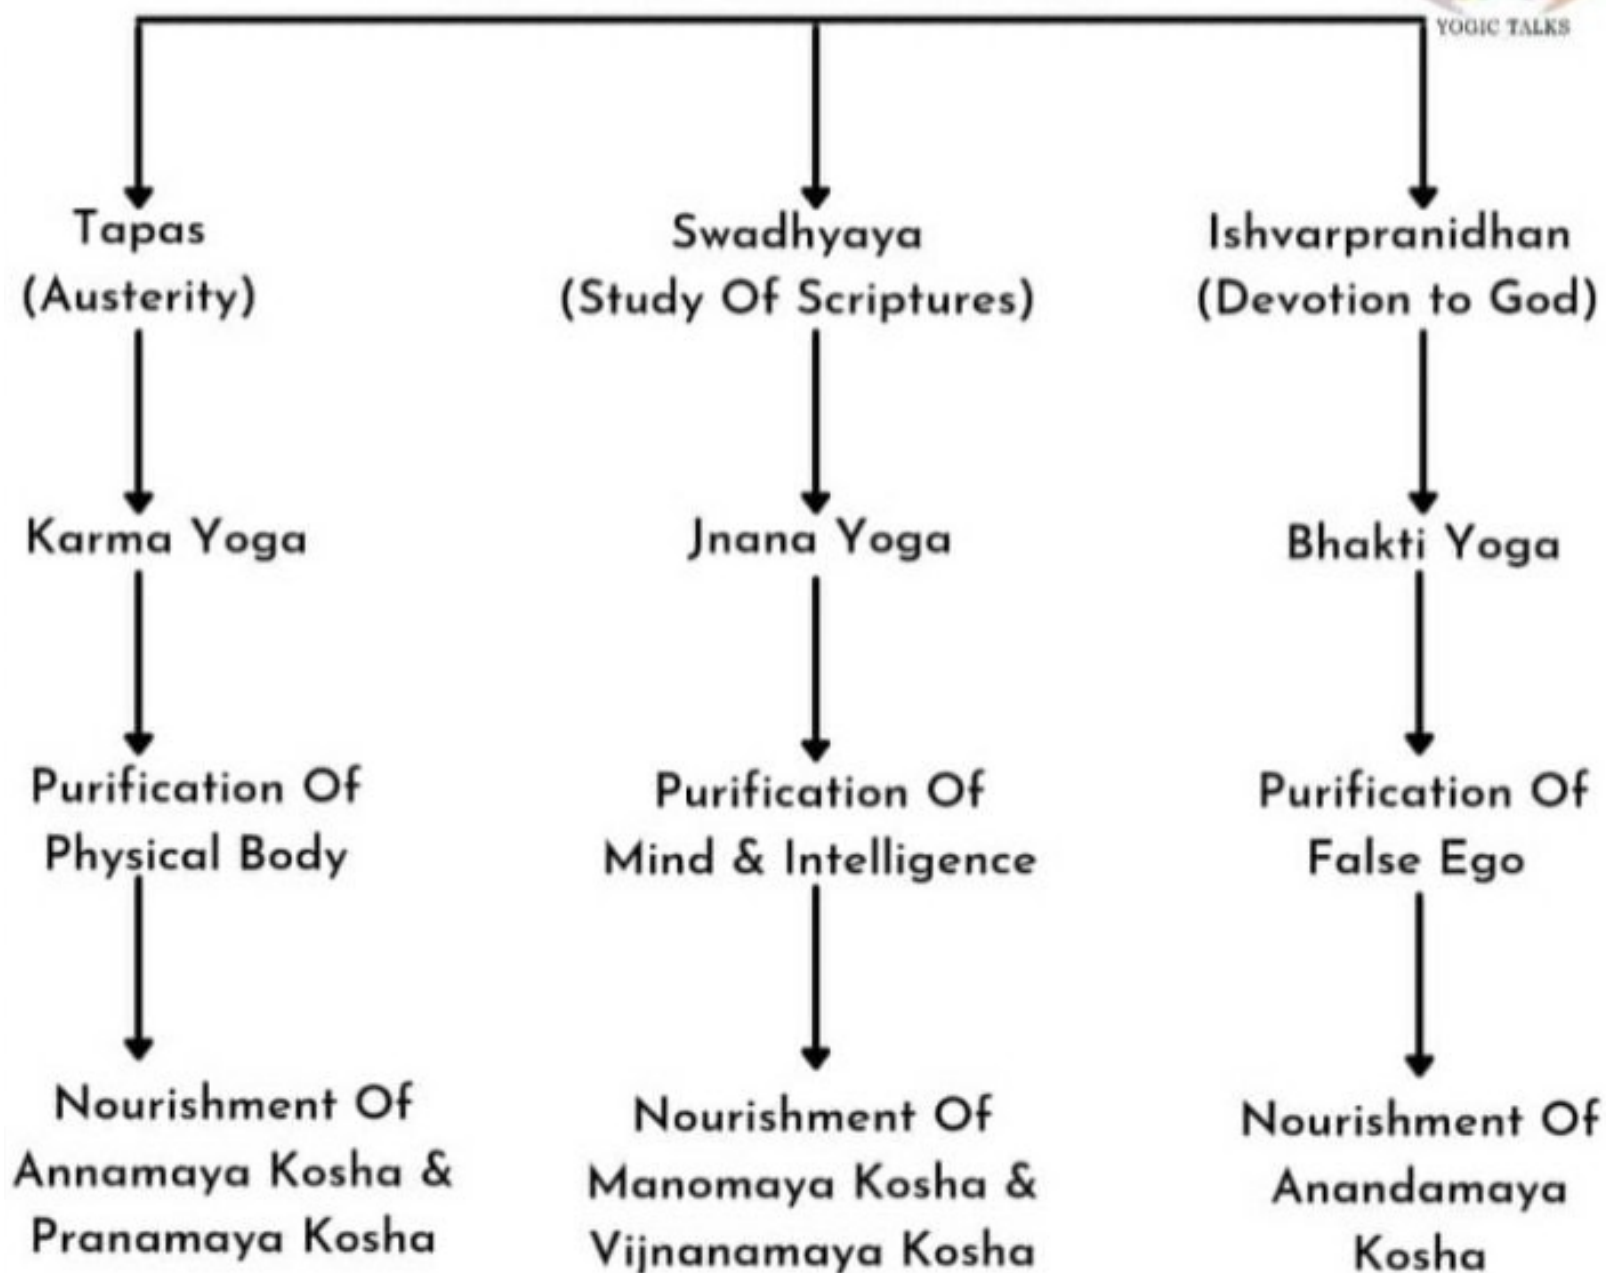 YOGIC TALKS
Tapas
(Austerity)
Swadhyaya
(Study Of Scriptures)
Ishvarpranidhan
(Devotion to God)
Karma Yoga
Jnana Yoga
Bhakti Yoga
Purification Of
Physical Body
Purification Of
Mind & Intelligence
Purification Of
False Ego
Nourishment Of
Annamaya Kosha &
Pranamaya Kosha
Nourishment Of
Manomaya Kosha &
Vijnanamaya Kosha
Nourishment Of
Anandamaya
Kosha